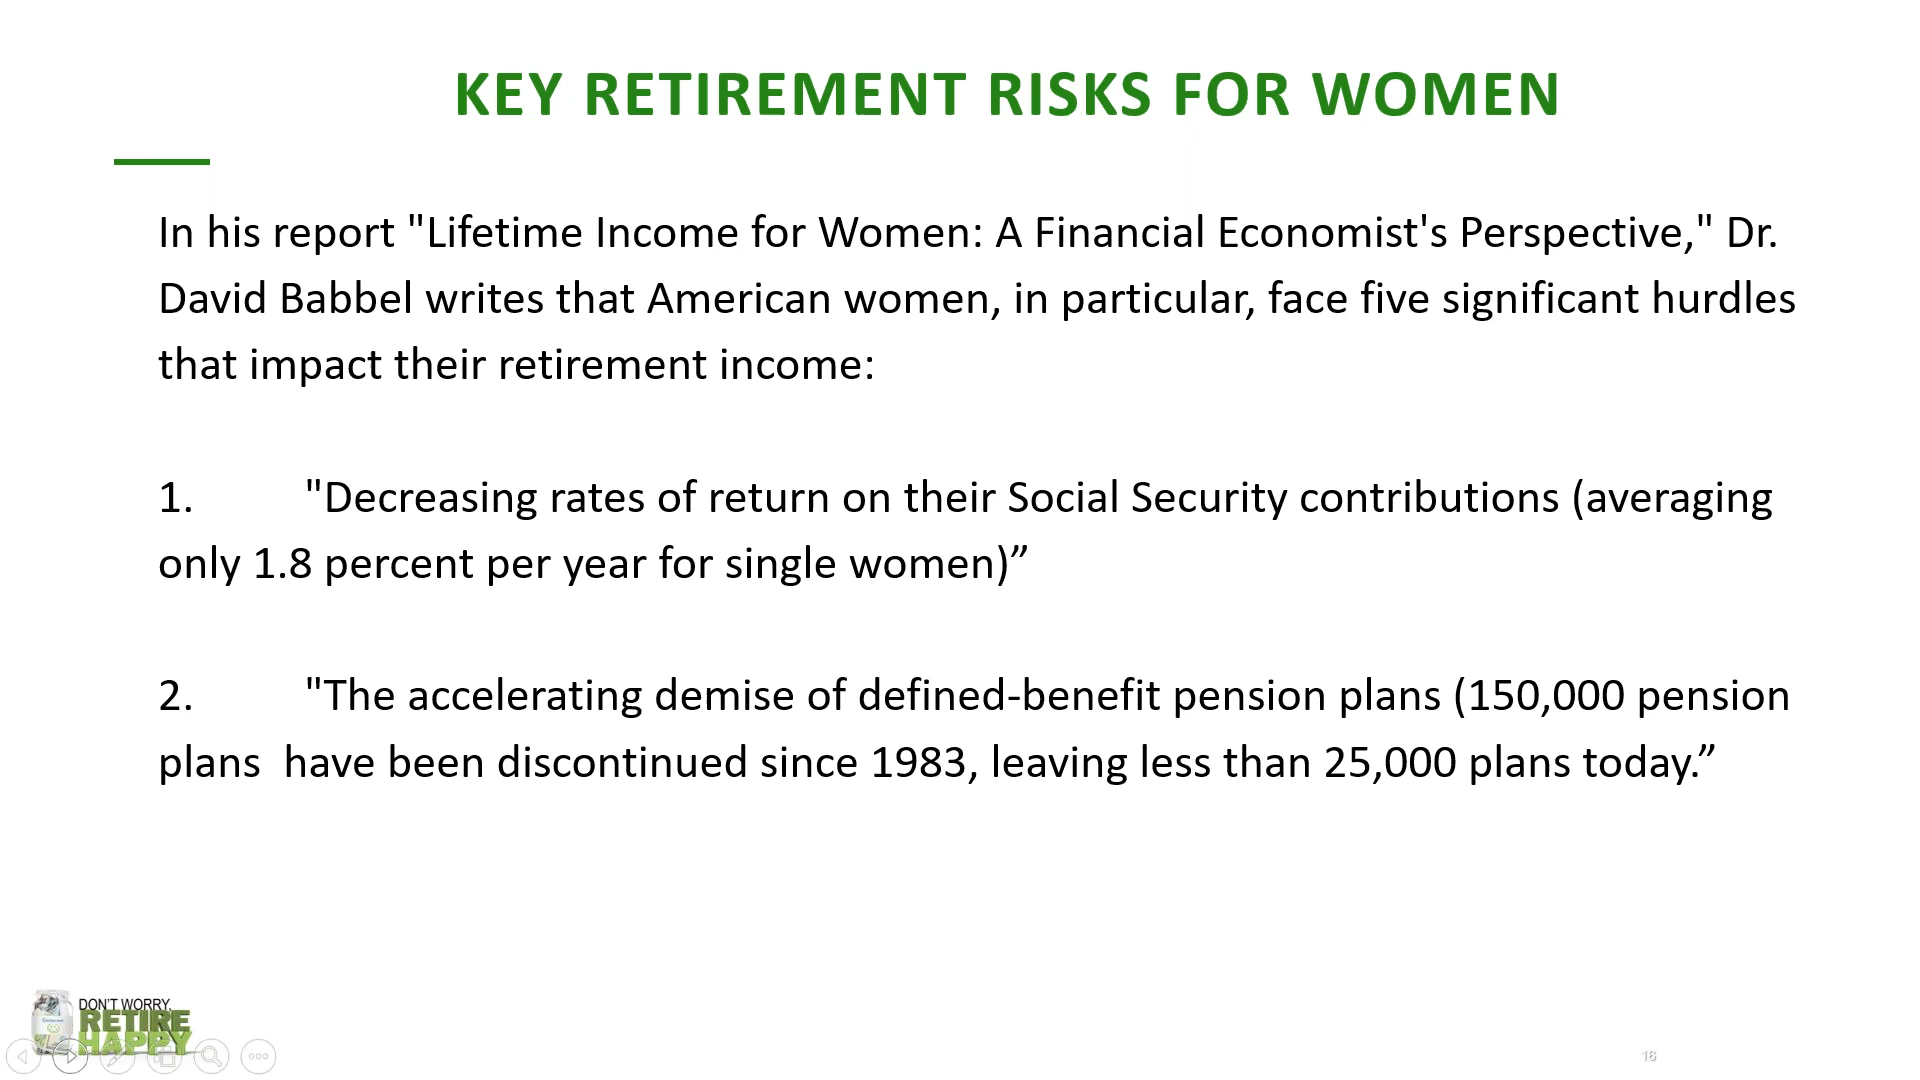 KEY RETIREMENT RISKS FOR WOMEN
In his report "Lifetime Income for Women: A Financial Economist's Perspective," Dr.
David Babbel writes that American women, in particular, face five significant hurdles
that impact their retirement income:
1. "Decreasing rates of return on their Social Security contributions (averaging
only 1.8 percent per year for single women)”
2. "The accelerating demise of defined-benefit pension plans (150,000 pension
plans  have been discontinued since 1983, leaving less than 25,000 plans today.”
DON'T WORRY,
RETIRE
HAPPY
16